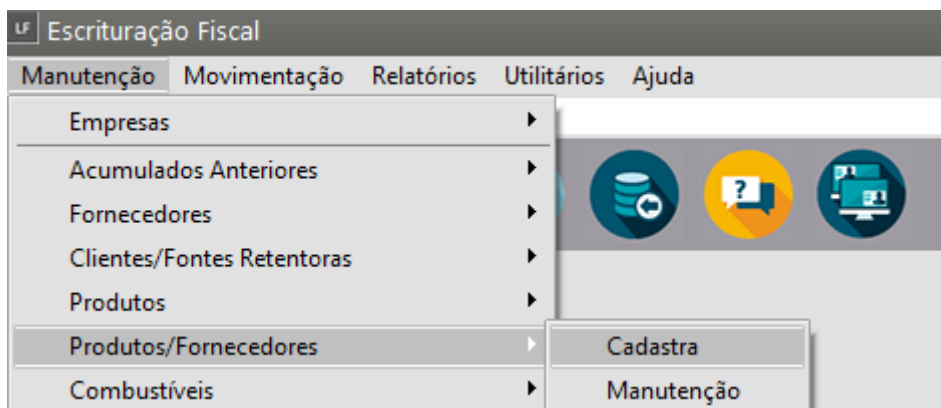 LF Escrituração Fiscal
Manutenção Movimentação Relatórios Utilitários Ajuda
Empresas
Acumulados Anteriores
Fornecedores
Clientes/Fontes Retentoras
Produtos
Produtos/Fornecedores
Cadastra
Combustíveis
Manutenção
?